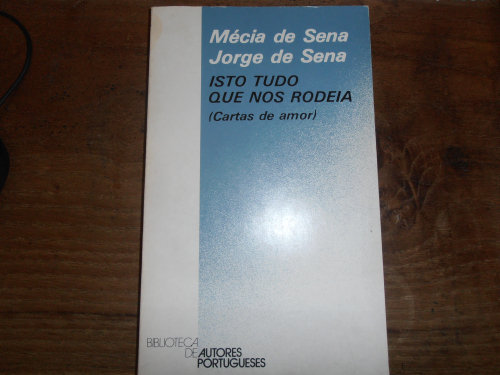 Mécia de Sena
Jorge de Sena
ISTO TUDO
QUE NOS RODEIA
(Cartas de amor)
BIBLIOTECA
DE AUTORES
PORTUGUESES